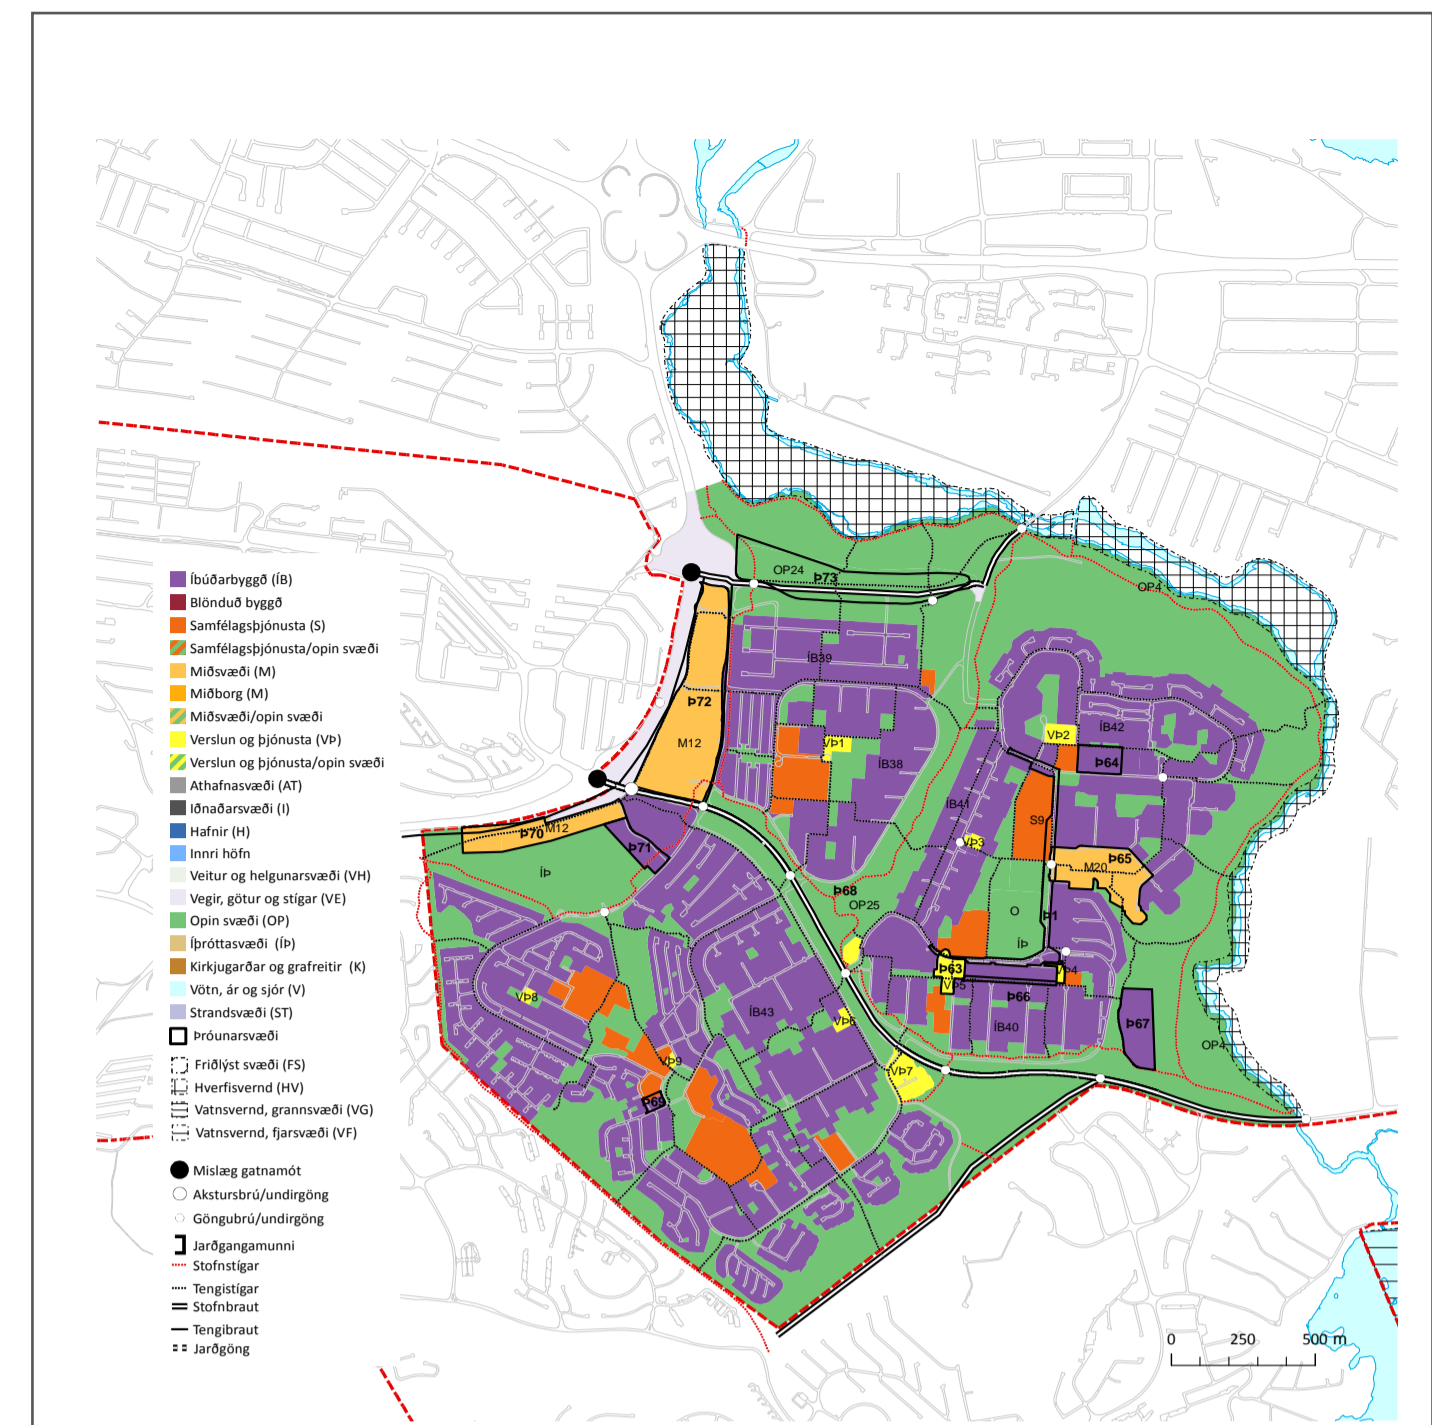 Íbúðarbyggð (ÍB)
Blönduð byggð
Samfélagsþjónusta (S)
Samfélagsþjónusta/opin svæði
Miðsvæði (M)
Miðborg (M)
Miðsvæði/opin svæði
Verslun og þjónusta (VÞ)
Verslun og þjónusta/opin svæði
Athafnasvæði (AT)
Iðnaðarsvæði (I)
Hafnir (H)
Innri höfn
Veitur og helgunarsvæði (VH)
Vegir, götur og stígar (VE)
Opin svæði (OP)
Íþróttasvæði (ÍÞ)
Kirkjugarðar og grafreitir (K)
Vötn, ár og sjór (V)
Strandsvæði (ST)
Þróunarsvæði
Friðlýst svæði (FS)
Hverfisvernd (HV)
Vatnsvernd, grannsvæði (VG)
Vatnsvernd, fjarsvæði (VF)
Mislæg gatnamót
Akstursbrú/undirgöng
Göngubrú/undirgöng
Jarðgangamunni
Stofnstígar
Tengistígar
Stofnbraut
Tengibraut
Jarðgöng
OP24
Þ73
OP4
ÍB39
Þ72
M12
VÞ1
ÍB38
VÞ2
ÍB42
Þ64
ÍB41
S9
VÞ3
M20
Þ65
Þ70
M12
Þ71
ÍÞ
Þ68
OP25
O
Þ1
ÍÞ
Þ63
VÞ4
VÞ5
Þ66
VÞ8
ÍB43
VÞ6
ÍB40
Þ67
OP4
VÞ9
VÞ7
Þ69
0 250 500 m